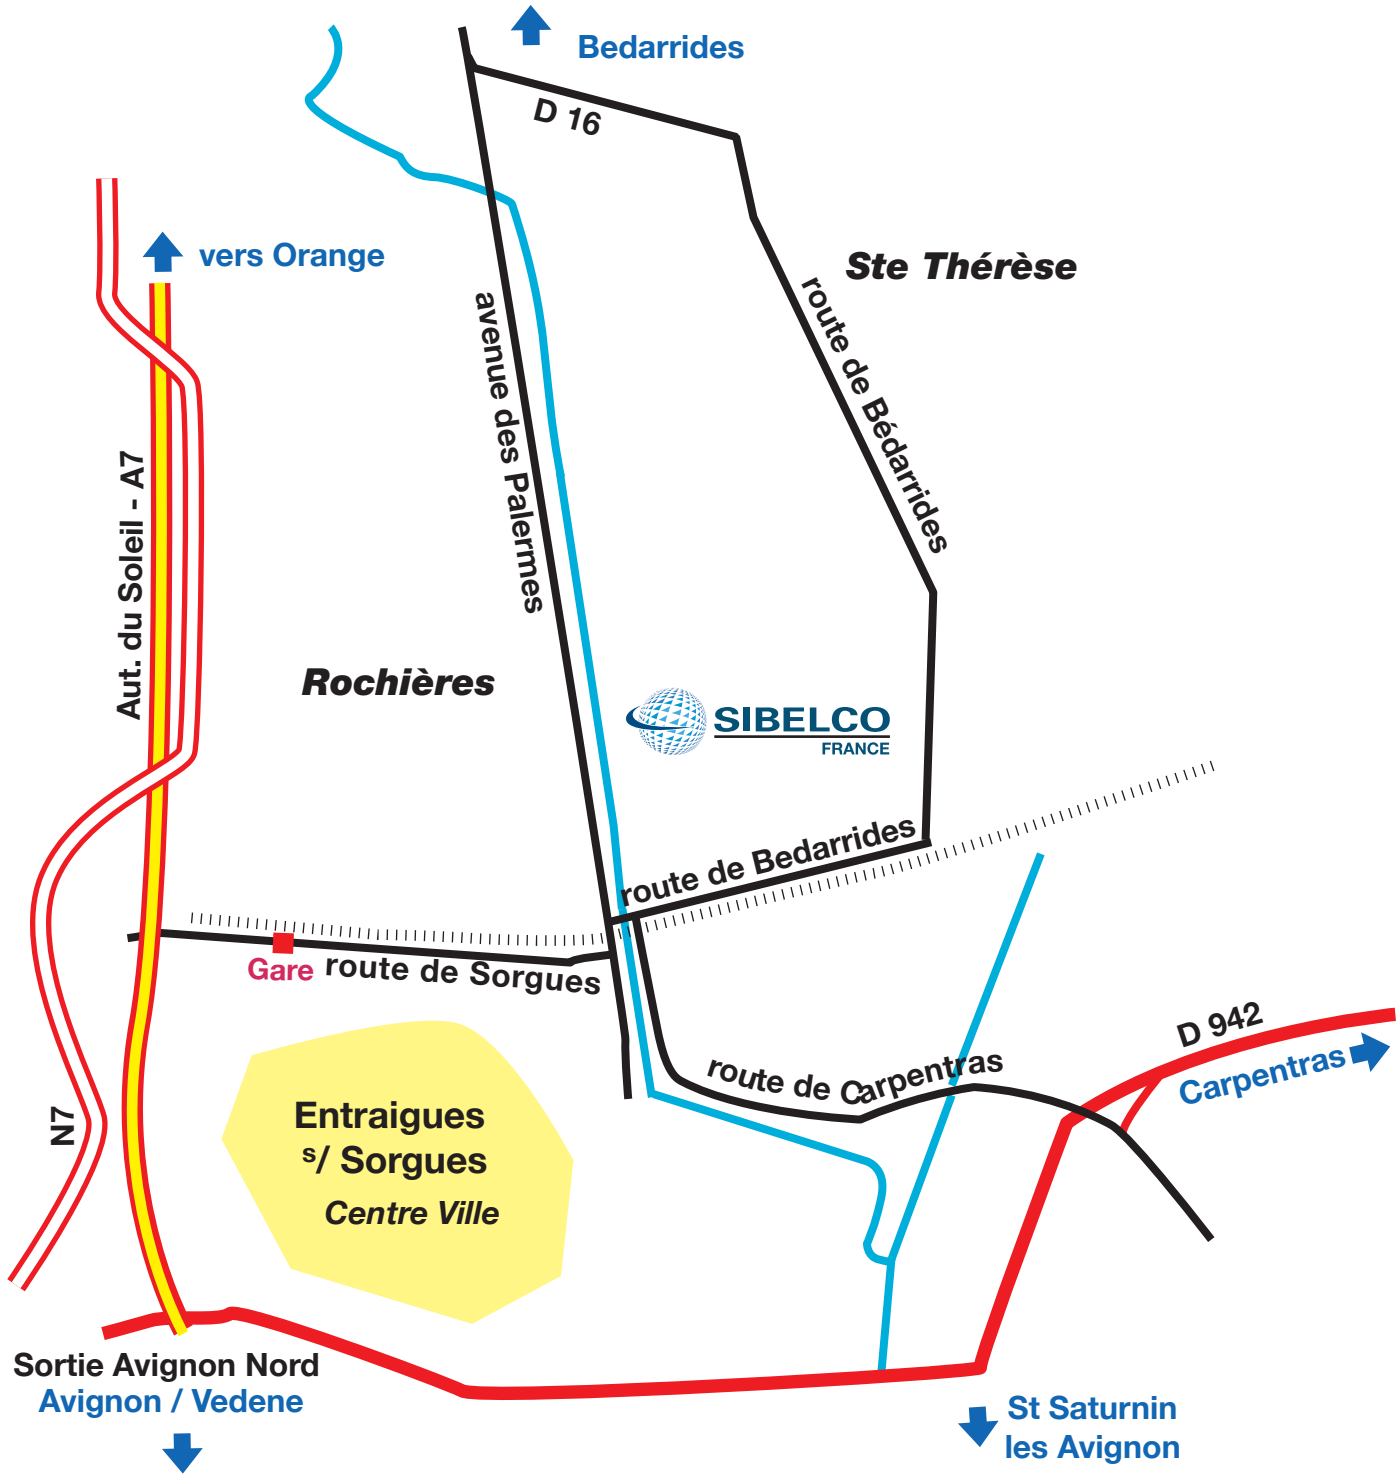 Bedarrides
D 16
vers Orange
Ste Thérèse
route de Bédarrides
avenue des Palermes
Aut. du Soleil - A7
Rochières
SIBELCO
FRANCE
route de Bedarrides
Gare
route de Sorgues
D 942
Carpentras
route de Carpentras
N7
Entraigues
s/ Sorgues
Centre Ville
Sortie Avignon Nord
Avignon / Vedene
St Saturnin
les Avignon